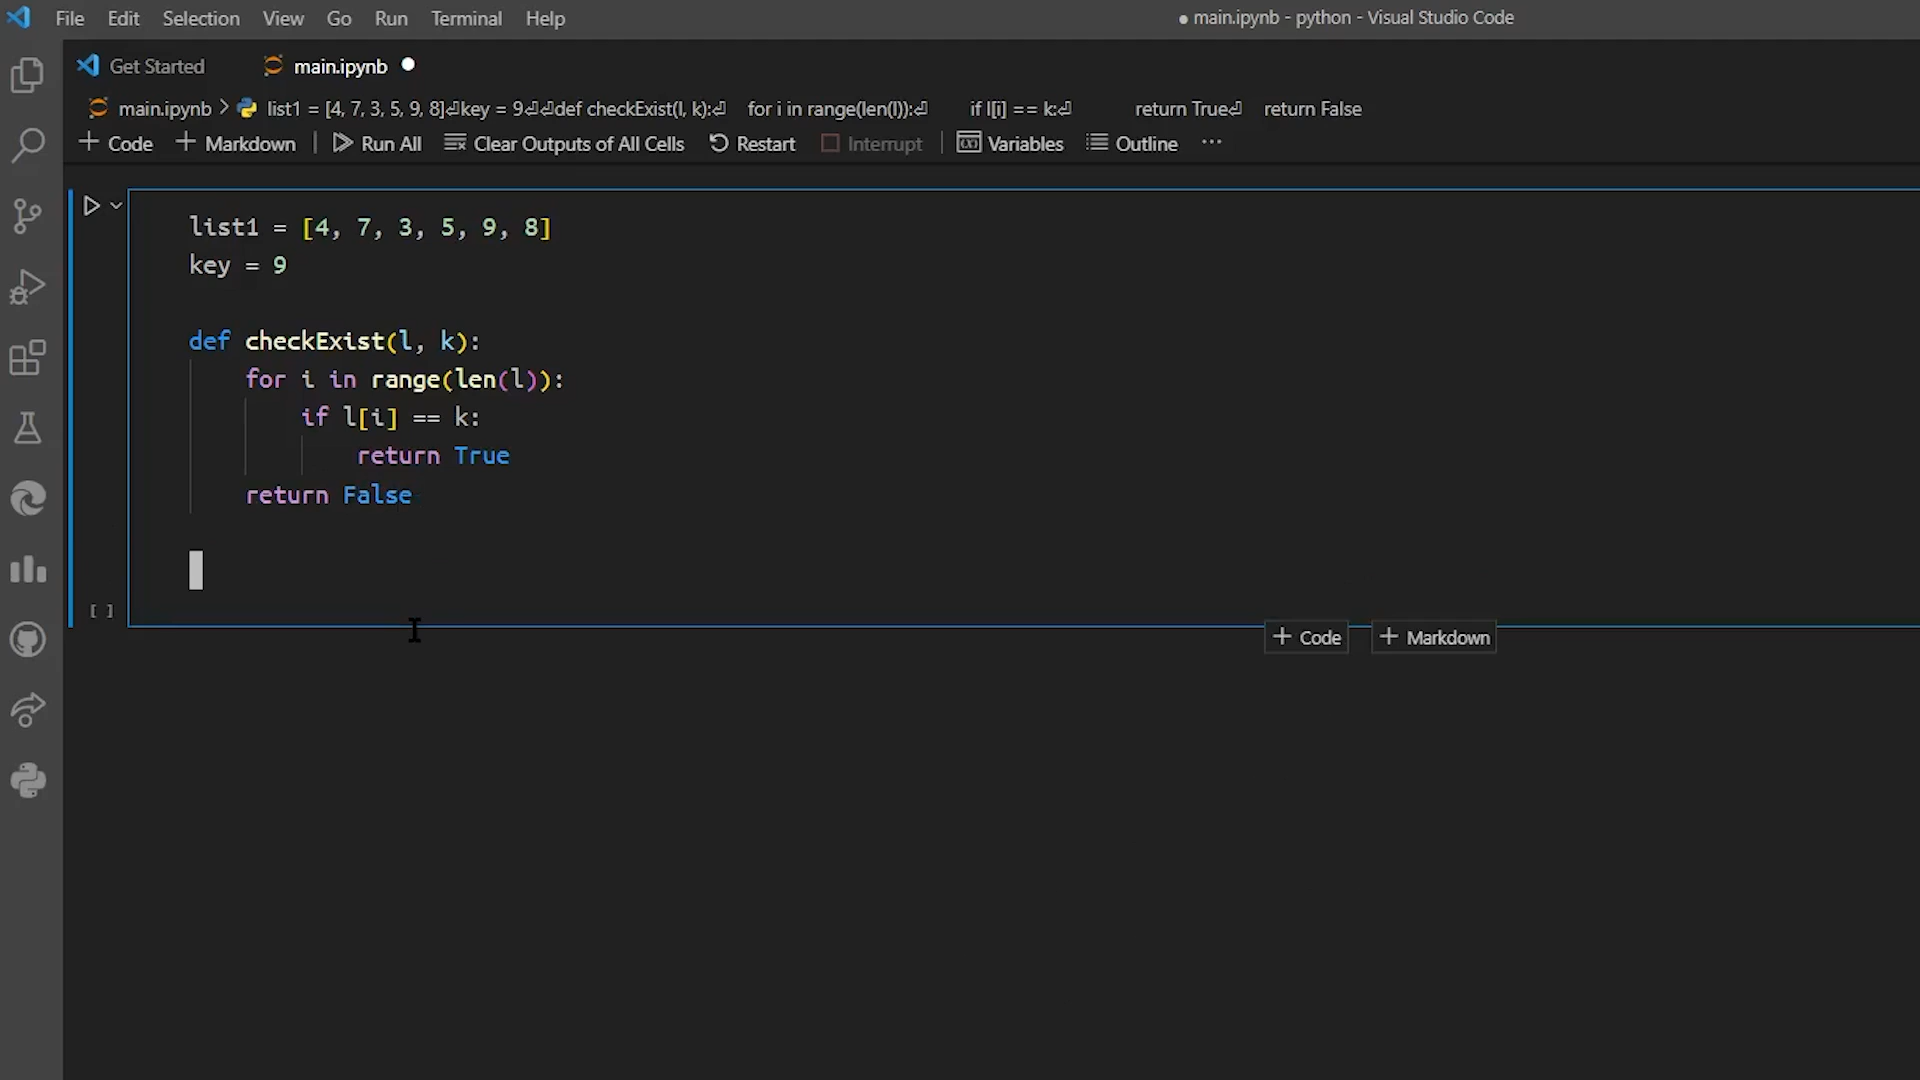 File Edit Selection View Go Run Terminal Help ● main.ipynb - python - Visual Studio Code
Get Started main.ipynb ●
main.ipynb > list1 = [4, 7, 3, 5, 9, 8]⏎key = 9⏎⏎def checkExist(l, k):⏎ for i in range(len(l)):⏎ if l[i] == k:⏎ return True⏎ return False
+ Code + Markdown | Run All Clear Outputs of All Cells Restart Interrupt | Variables Outline ···
list1 = [4, 7, 3, 5, 9, 8]
key = 9
def checkExist(l, k):
for i in range(len(l)):
if l[i] == k:
return True
return False
[ ]
+ Code + Markdown